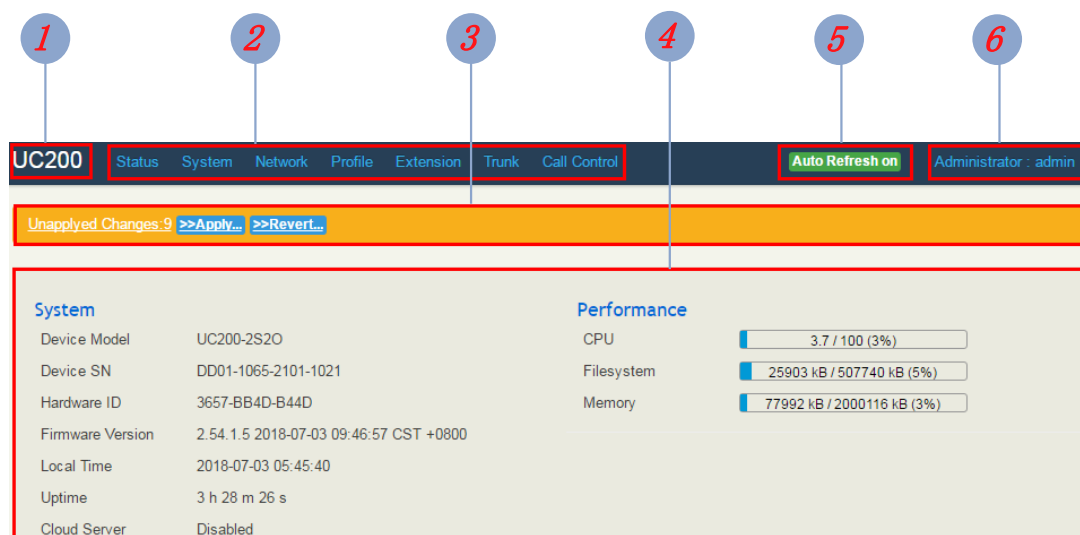 1 2 3 4 5 6
UC200 Status System Network Profile Extension Trunk Call Control Auto Refresh on Administrator : admin
Unapplyed Changes:9 >>Apply... >>Revert...
System Performance
Device Model UC200-2S2O CPU 3.7 / 100 (3%)
Device SN DD01-1065-2101-1021 Filesystem 25903 kB / 507740 kB (5%)
Hardware ID 3657-BB4D-B44D Memory 77992 kB / 2000116 kB (3%)
Firmware Version 2.54.1.5 2018-07-03 09:46:57 CST +0800
Local Time 2018-07-03 05:45:40
Uptime 3 h 28 m 26 s
Cloud Server Disabled